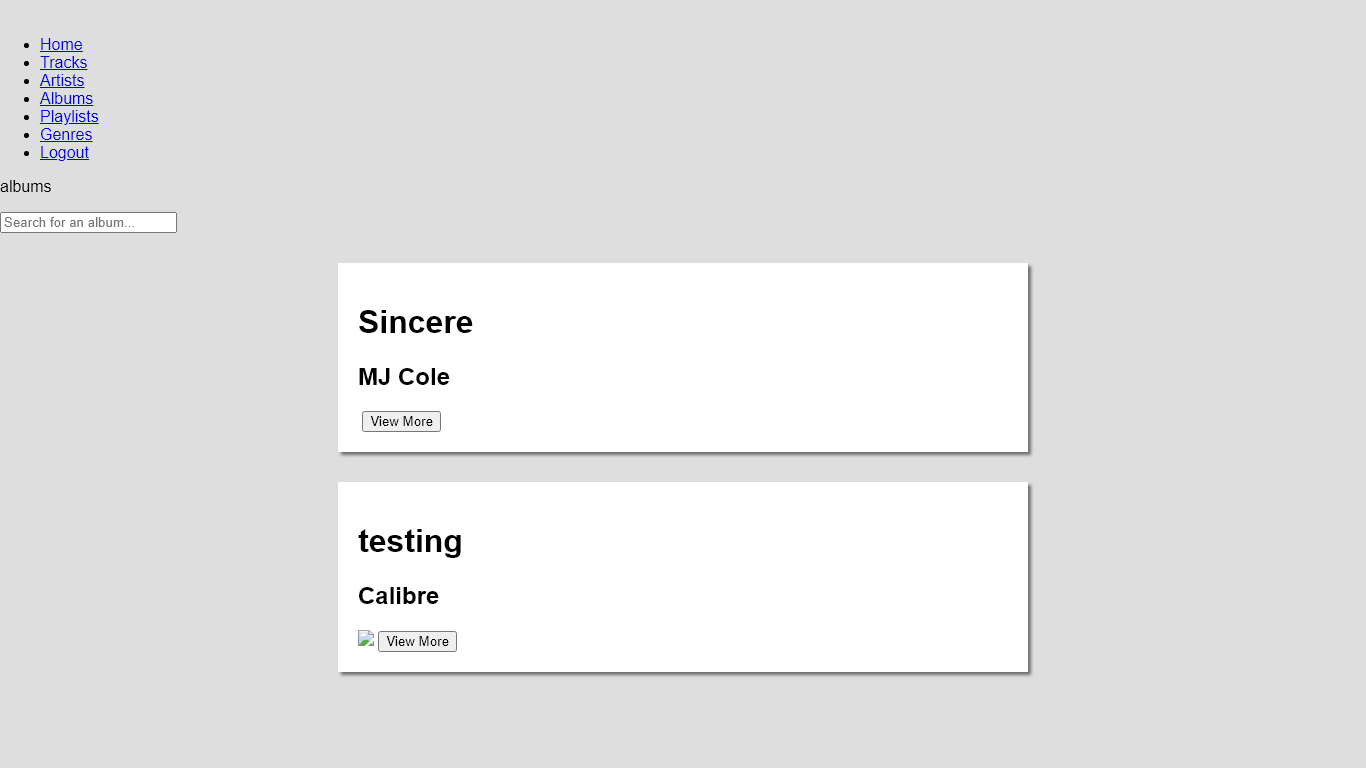 Home
Tracks
Artists
Albums
Playlists
Genres
Logout
albums
Search for an album...
Sincere
MJ Cole
View More
testing
Calibre
View More